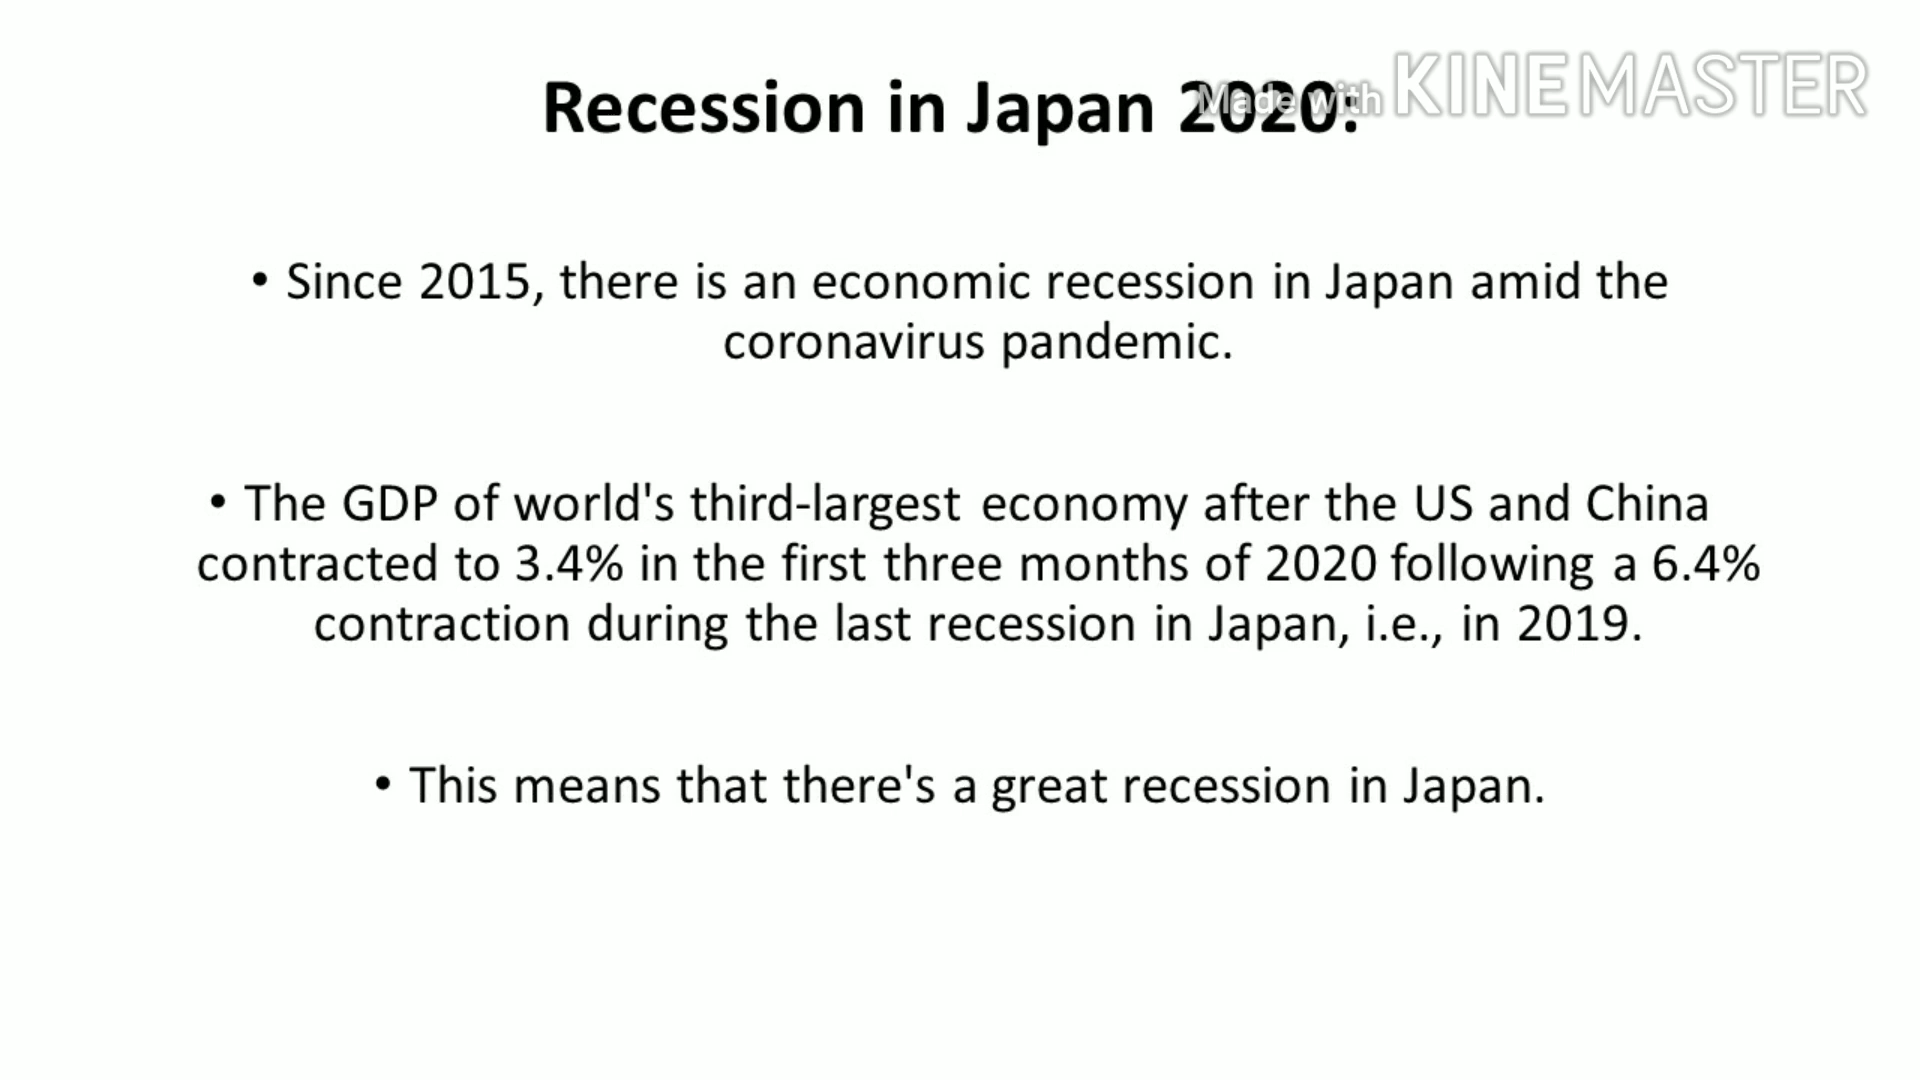 Recession in Japan 2020:
Made with KINEMASTER
• Since 2015, there is an economic recession in Japan amid the
coronavirus pandemic.
• The GDP of world's third-largest economy after the US and China
contracted to 3.4% in the first three months of 2020 following a 6.4%
contraction during the last recession in Japan, i.e., in 2019.
• This means that there's a great recession in Japan.